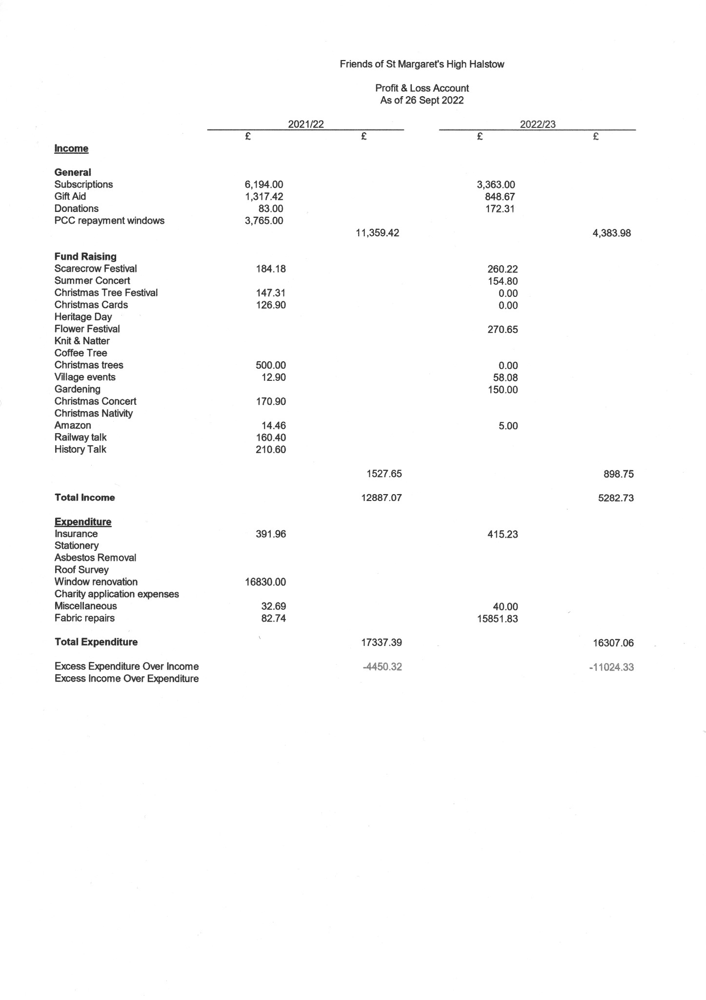 Friends of St Margaret's High Halstow
Profit & Loss Account
As of 26 Sept 2022
2021/22 2022/23
£ £ £ £
Income
General
Subscriptions 6,194.00 3,363.00
Gift Aid 1,317.42 848.67
Donations 83.00 172.31
PCC repayment windows 3,765.00
11,359.42 4,383.98
Fund Raising
Scarecrow Festival 184.18 260.22
Summer Concert 154.80
Christmas Tree Festival 147.31 0.00
Christmas Cards 126.90 0.00
Heritage Day
Flower Festival 270.65
Knit & Natter
Coffee Tree
Christmas trees 500.00 0.00
Village events 12.90 58.08
Gardening 150.00
Christmas Concert 170.90
Christmas Nativity
Amazon 14.46 5.00
Railway talk 160.40
History Talk 210.60
1527.65 898.75
Total Income 12887.07 5282.73
Expenditure
Insurance 391.96 415.23
Stationery
Asbestos Removal
Roof Survey
Window renovation 16830.00
Charity application expenses
Miscellaneous 32.69 40.00
Fabric repairs 82.74 15851.83
Total Expenditure 17337.39 16307.06
Excess Expenditure Over Income -4450.32 -11024.33
Excess Income Over Expenditure